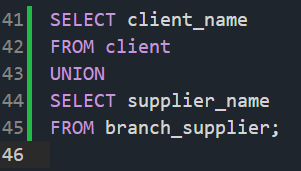 41 SELECT client_name
42 FROM client
43 UNION
44 SELECT supplier_name
45 FROM branch_supplier;
46